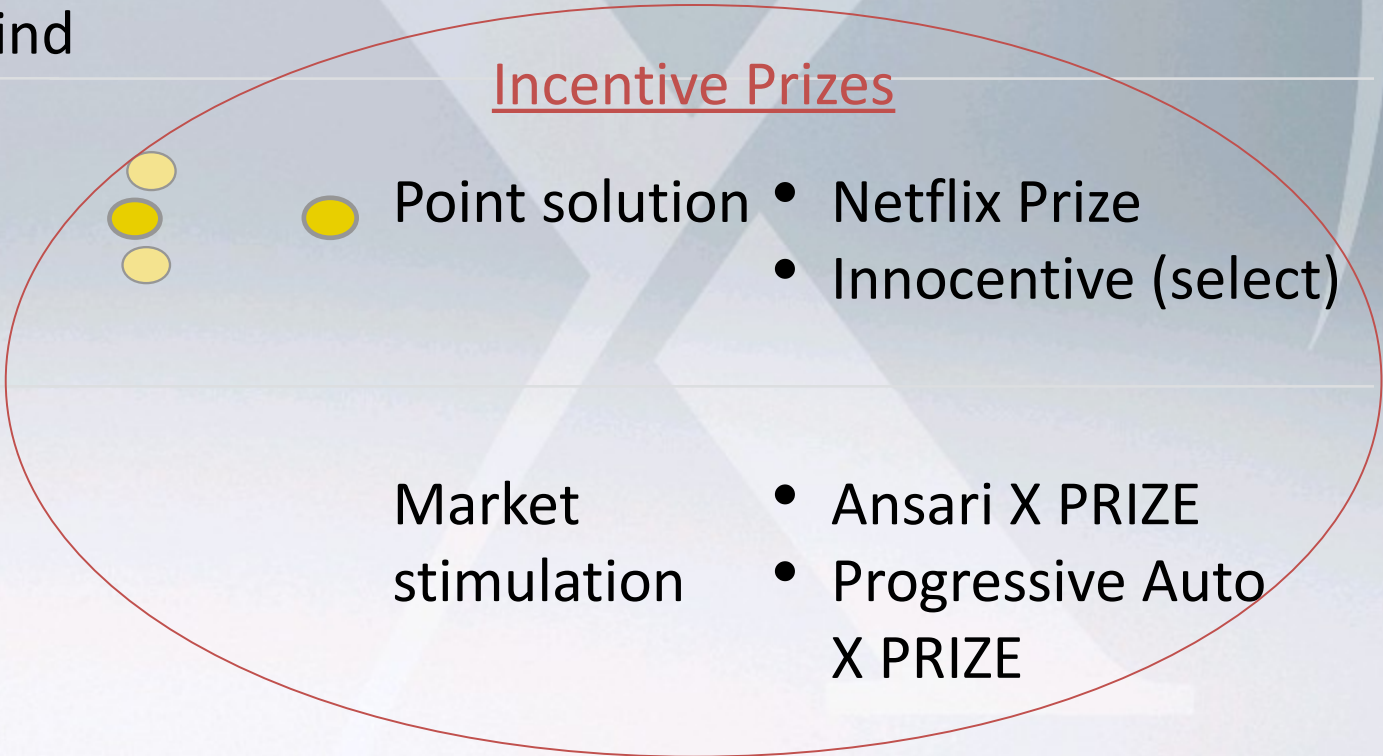 ind
Incentive Prizes
Point solution • Netflix Prize
• Innocentive (select)
Market • Ansari X PRIZE
stimulation • Progressive Auto
X PRIZE